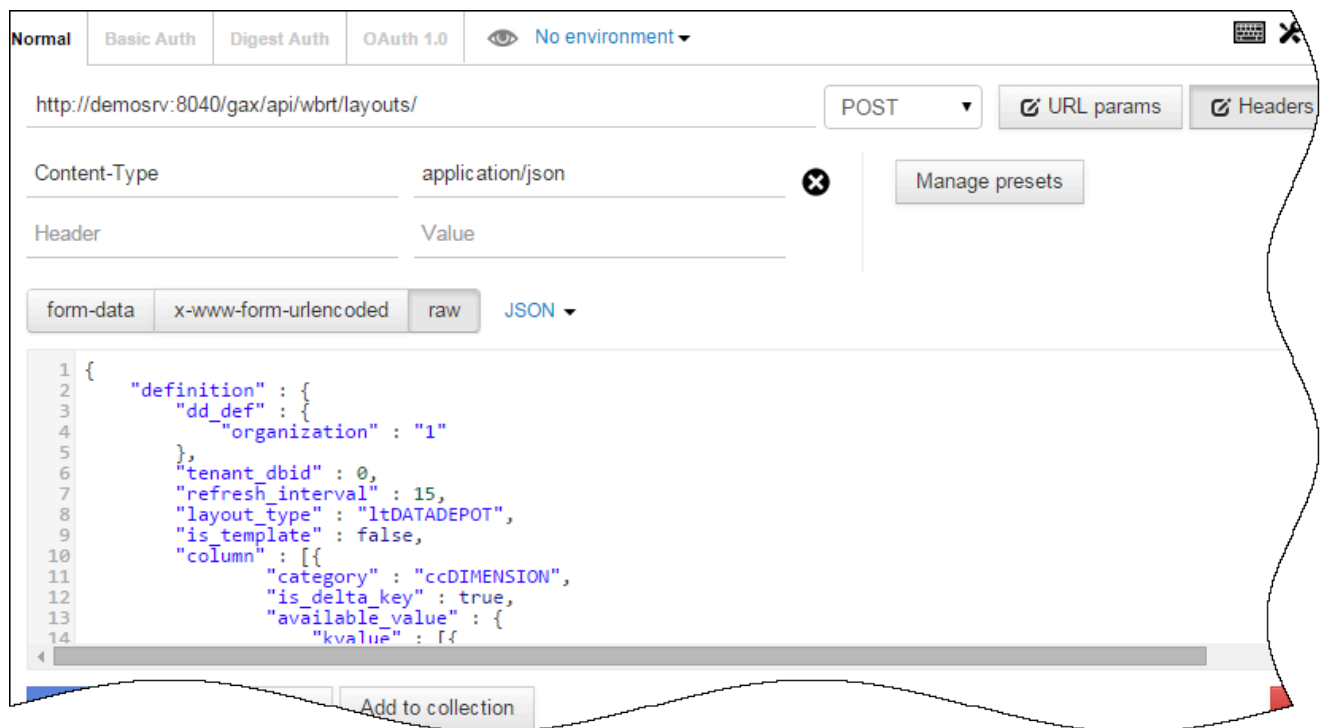 Normal Basic Auth Digest Auth OAuth 1.0 No environment
http://demosrv:8040/gax/api/wbrt/layouts/ POST URL params Headers
Content-Type application/json Manage presets
Header Value
form-data x-www-form-urlencoded raw JSON
1 {
2 "definition" : {
3 "dd_def" : {
4 "organization" : "1"
5 },
6 "tenant_dbid" : 0,
7 "refresh_interval" : 15,
8 "layout_type" : "ltDATADEPOT",
9 "is_template" : false,
10 "column" : [{
11 "category" : "ccDIMENSION",
12 "is_delta_key" : true,
13 "available_value" : {
14 "kvalue" : [{
Add to collection